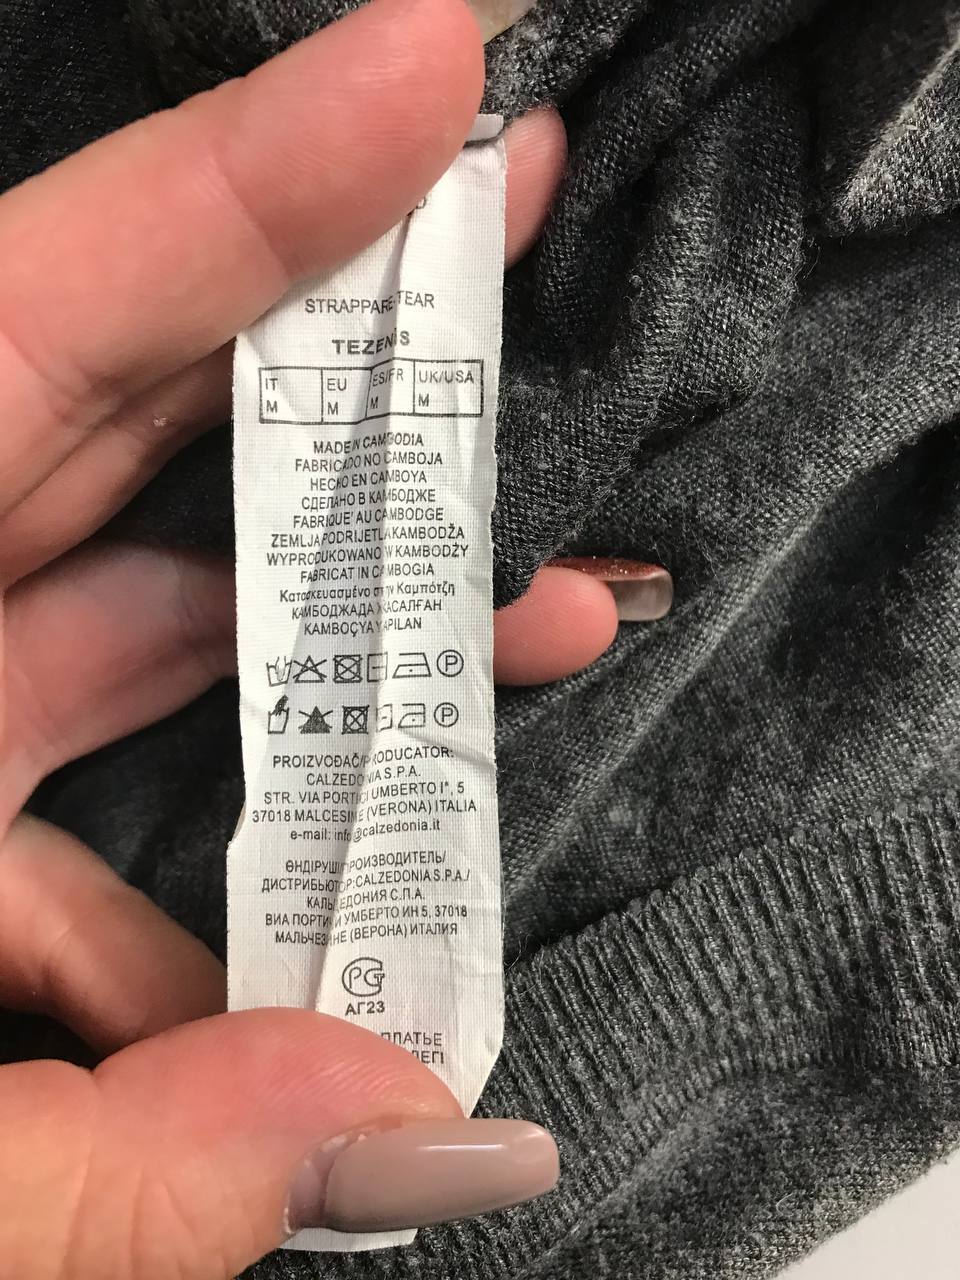 STRAPPARE-TEAR
TEZENIS
IT EU ES/FR UK/USA
M M M M
MADE IN CAMBODIA
FABRICADO NO CAMBOJA
HECHO EN CAMBOYA
СДЕЛАНО В КАМБОДЖЕ
FABRIQUE' AU CAMBODGE
ZEMLJA PODRIJETLA KAMBODŽA
WYPRODUKOWANO W KAMBODŻY
FABRICAT IN CAMBOGIA
Κατασκευασμένο στην Καμπότζη
КАМБОДЖАДА ЖАСАЛҒАН
KAMBOÇYA YAPILAN
P
P
PROIZVOĐAČ/PRODUCATOR:
CALZEDONIA S.P.A.
STR. VIA PORTICI UMBERTO I°, 5
37018 MALCESINE (VERONA) ITALIA
e-mail: info@calzedonia.it
ӨНДІРУШІ/ПРОИЗВОДИТЕЛЬ/
ДИСТРИБЬЮТОР:CALZEDONIA S.P.A./
КАЛЬЦЕДОНИЯ С.П.А.
ВИА ПОРТИЧИ УМБЕРТО ИН 5, 37018
МАЛЬЧЕЗИНЕ (ВЕРОНА) ИТАЛИЯ
РСТ
АГ23
ПЛАТЬЕ